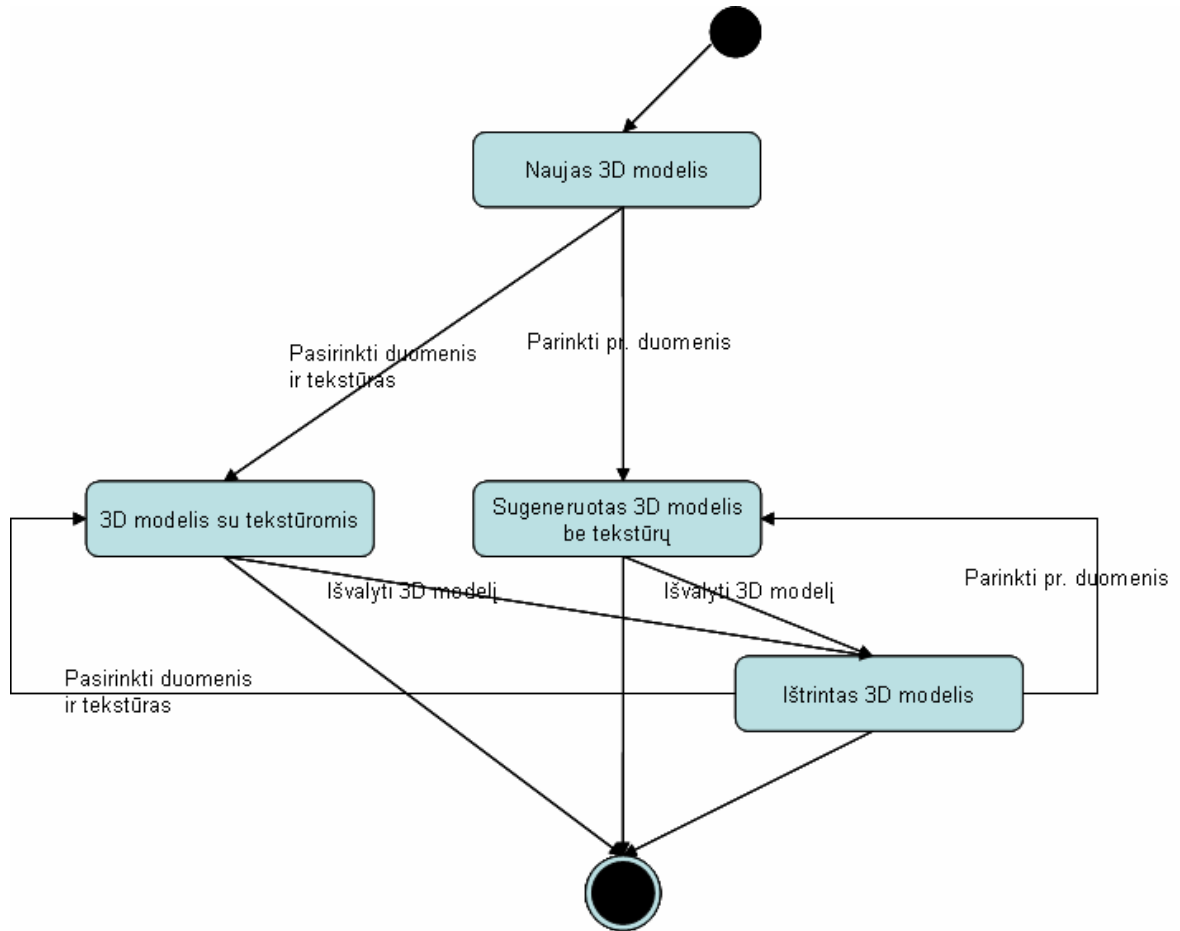 Naujas 3D modelis
Pasirinkti duomenis
ir tekstūras
Parinkti pr. duomenis
3D modelis su tekstūromis
Sugeneruotas 3D modelis
be tekstūrų
Išvalyti 3D modelį
Išvalyti 3D modelį
Parinkti pr. duomenis
Pasirinkti duomenis
ir tekstūras
Ištrintas 3D modelis